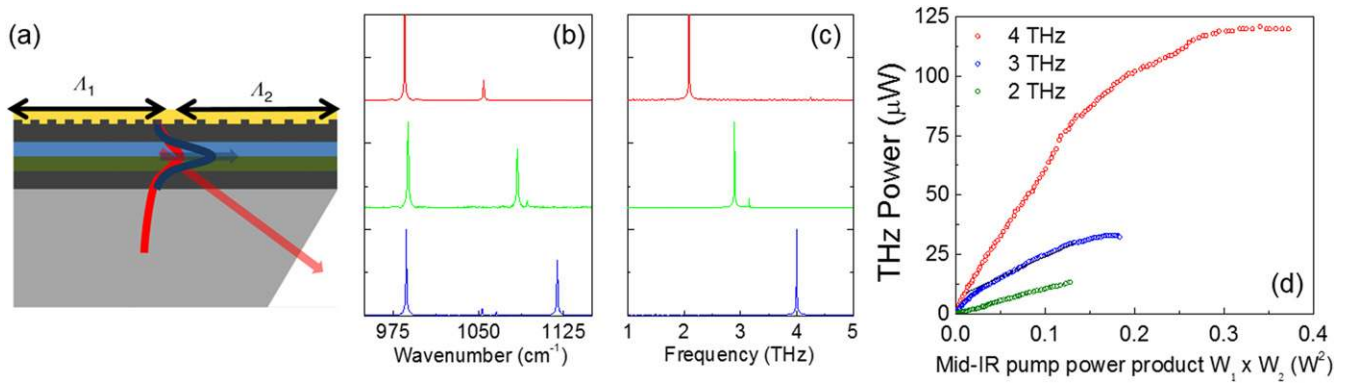 (a)
Λ₁
Λ₂
(b)
975
1050
1125
Wavenumber (cm⁻¹)
(c)
1
2
3
4
5
Frequency (THz)
125
100
75
50
25
0
THz Power (μW)
4 THz
3 THz
2 THz
(d)
0.0
0.1
0.2
0.3
0.4
Mid-IR pump power product W₁ x W₂ (W²)